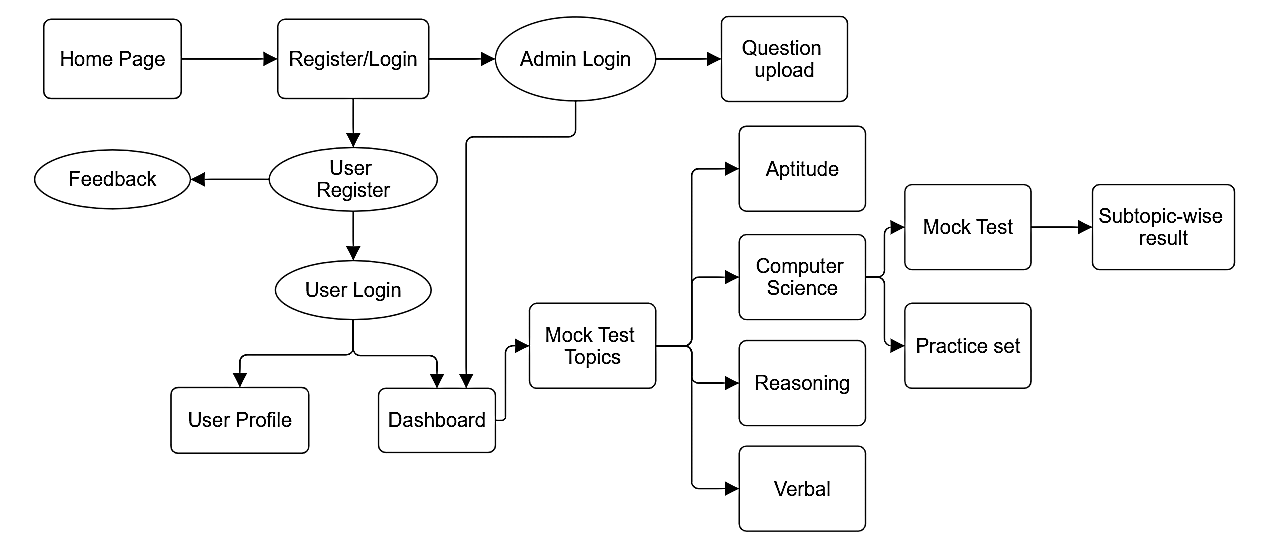 Home Page
Register/Login
Admin Login
Question
upload
Feedback
User
Register
Aptitude
User Login
Computer
Science
Mock Test
Subtopic-wise
result
Mock Test
Topics
Practice set
Reasoning
User Profile
Dashboard
Verbal